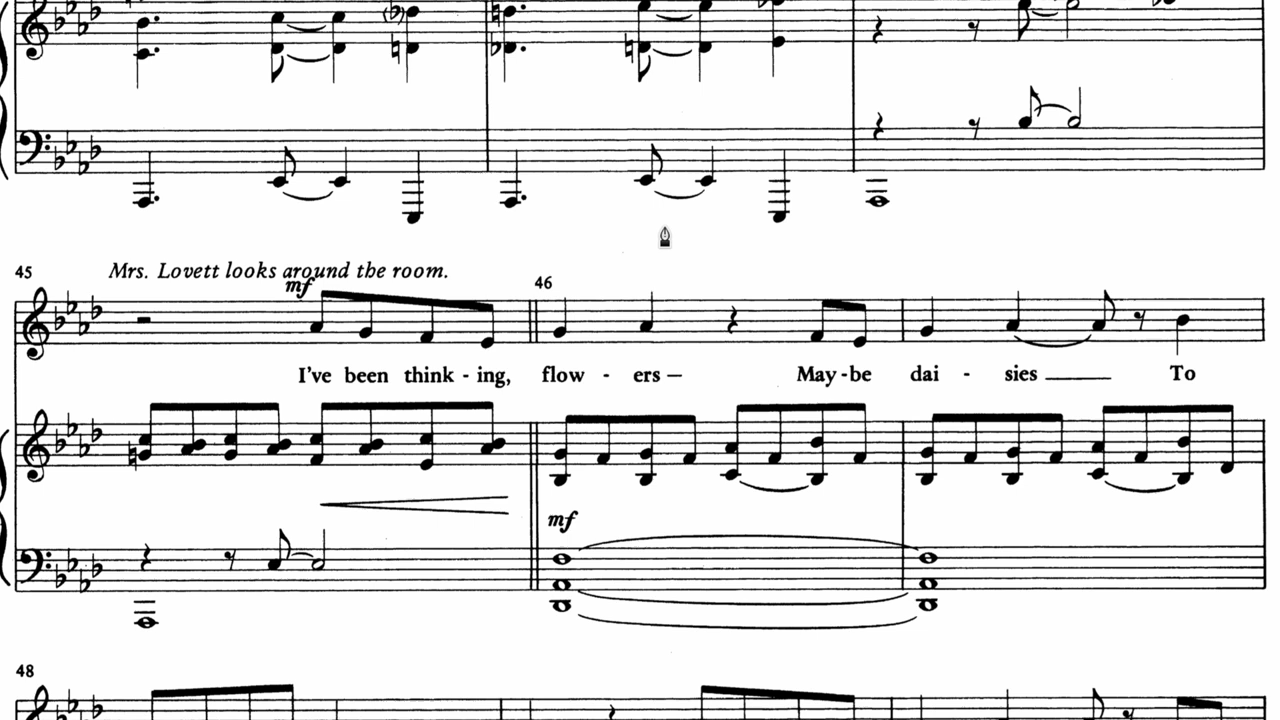 45
Mrs. Lovett looks around the room.
mf
46
I've been think - ing, flow - ers — May - be dai - sies ___ To
mf
48